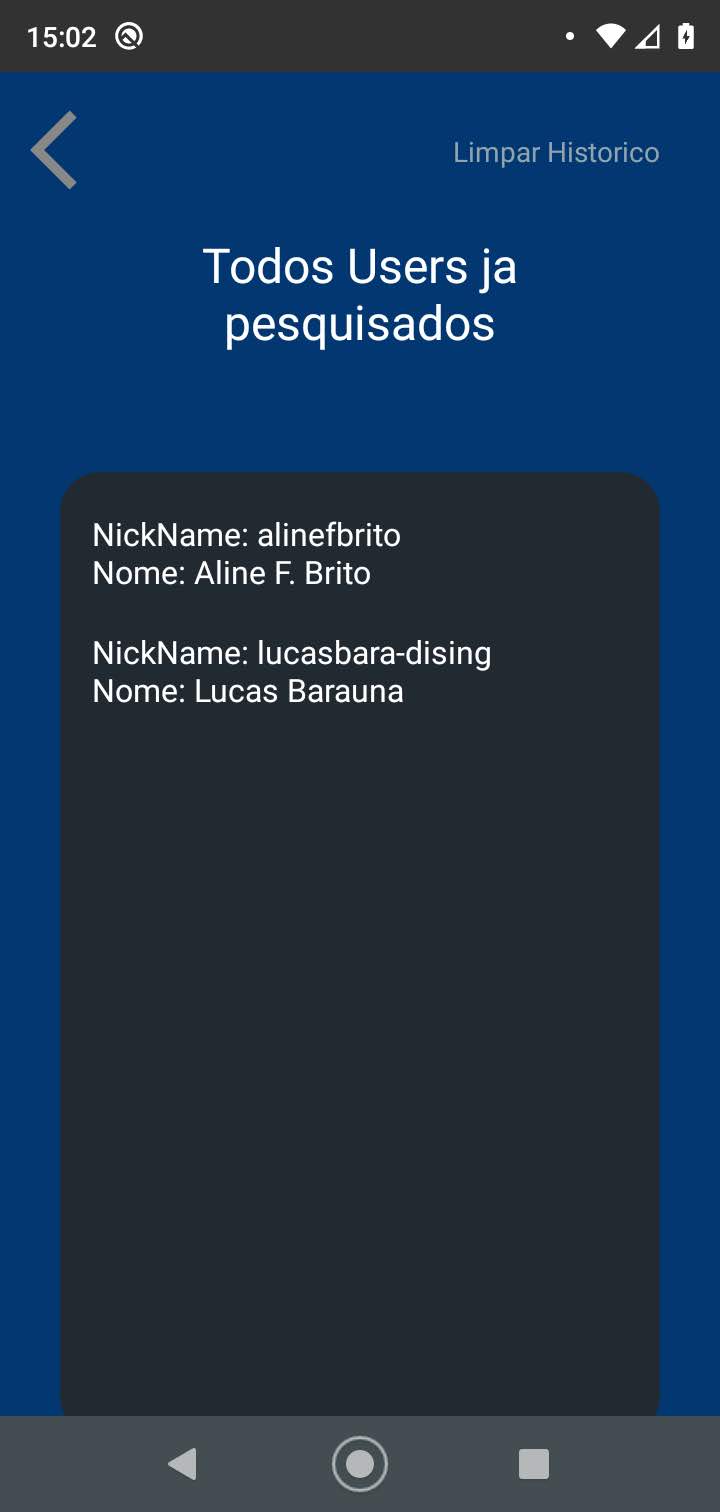 15:02
Limpar Historico
Todos Users ja
pesquisados
NickName: alinefbrito
Nome: Aline F. Brito
NickName: lucasbara-dising
Nome: Lucas Barauna